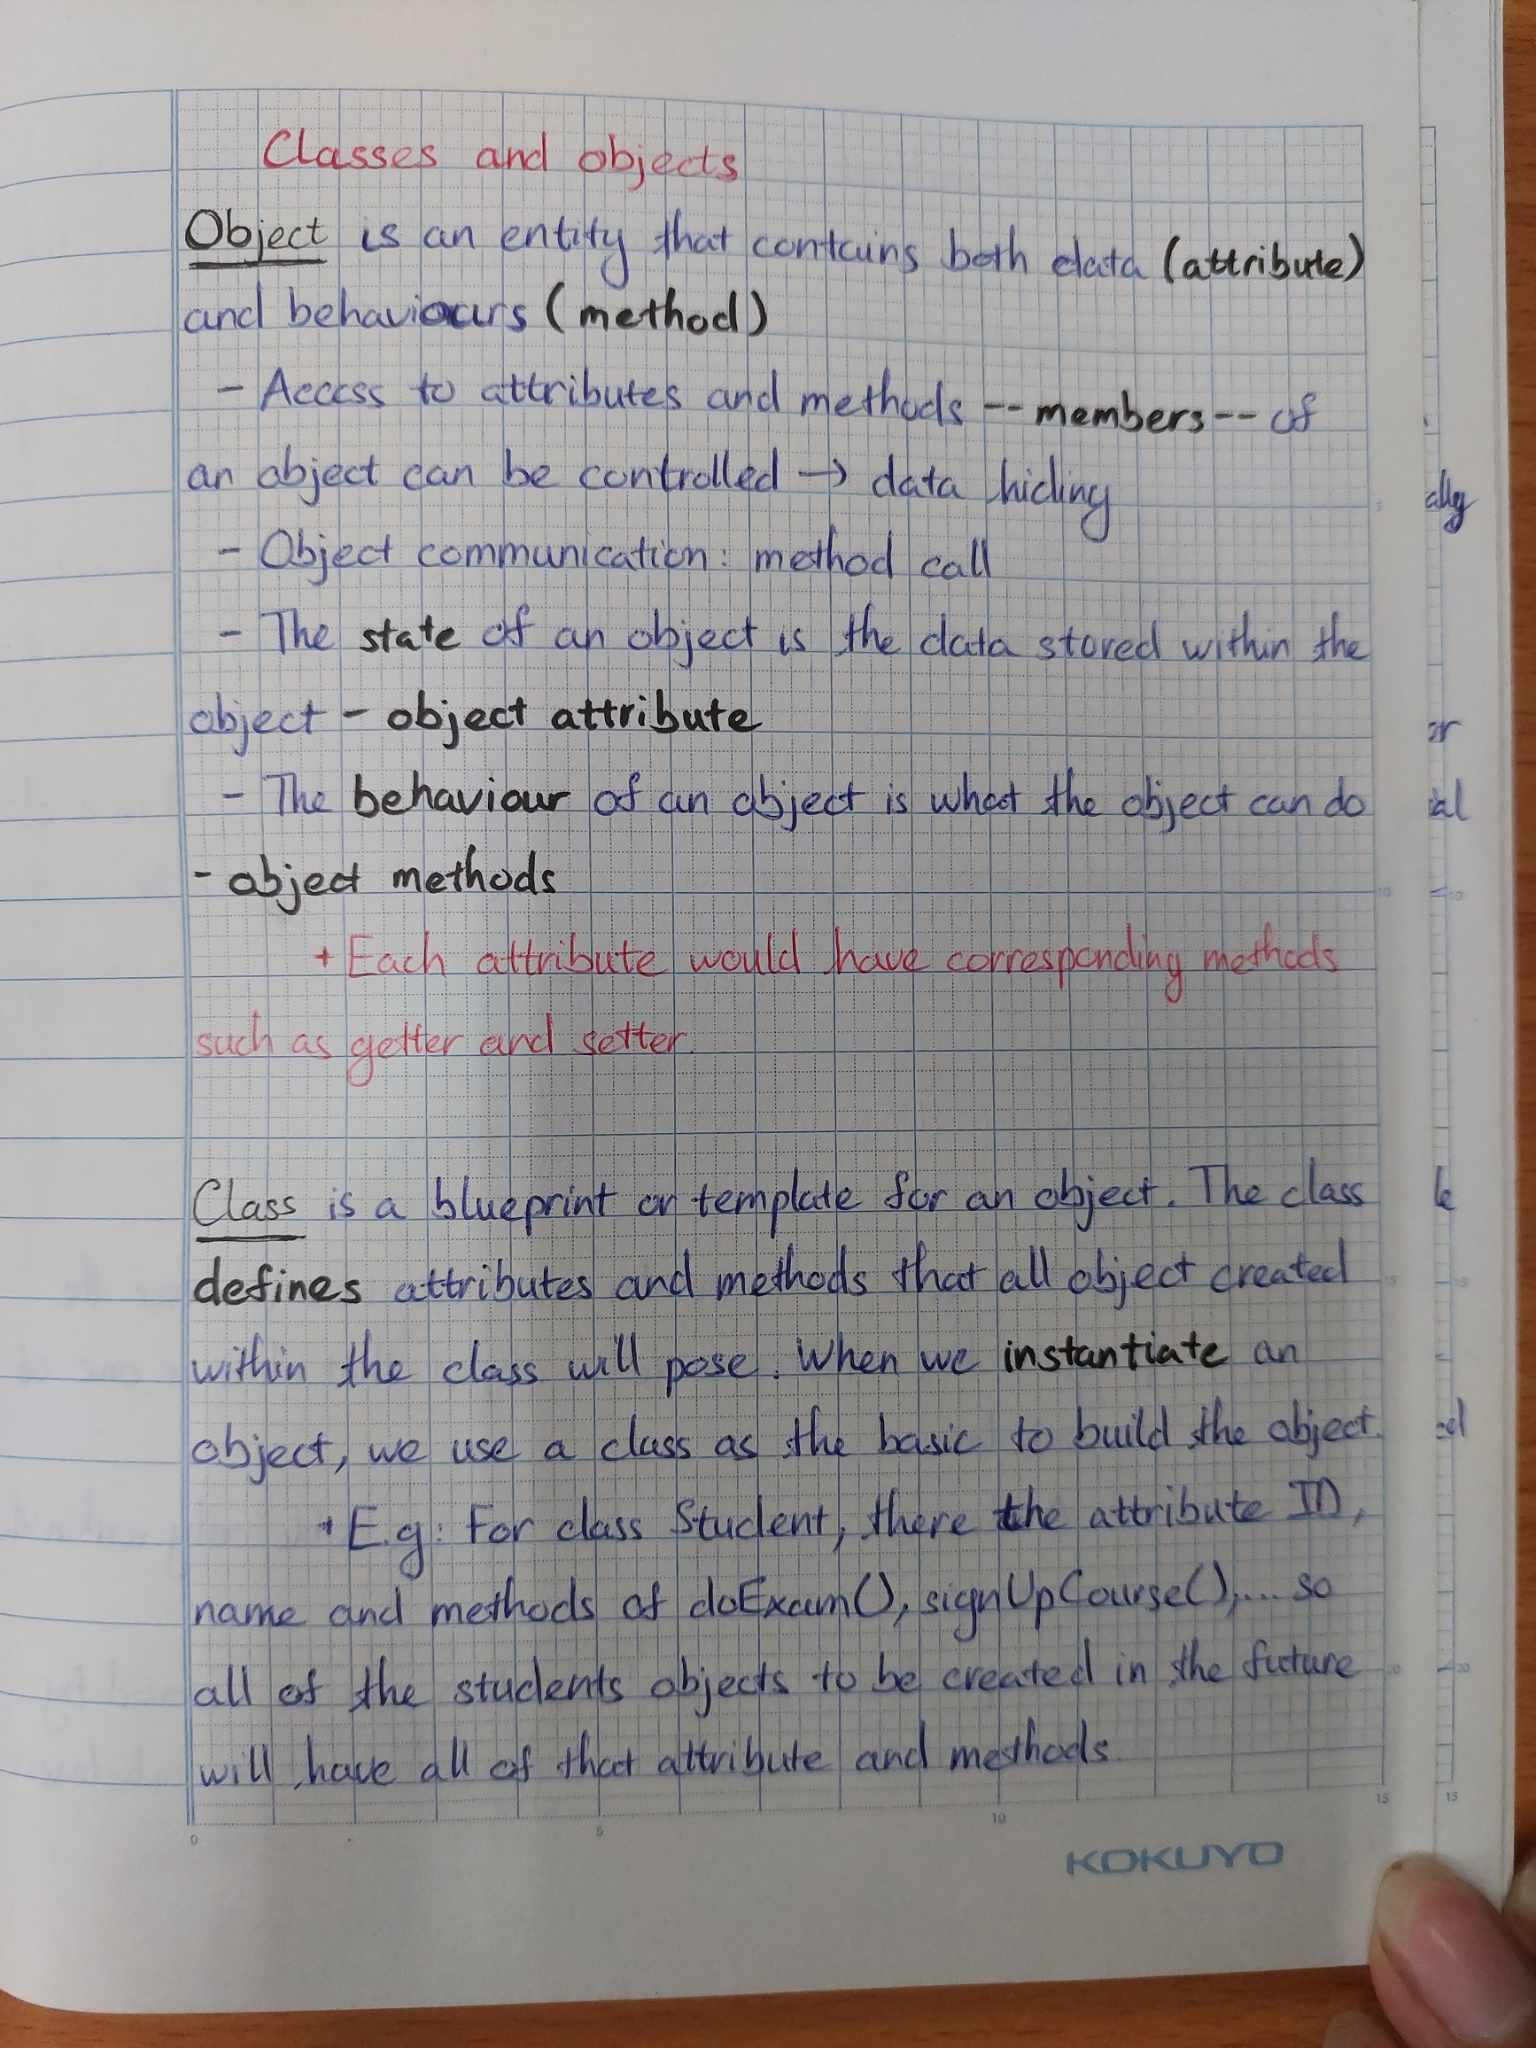 Classes and objects
Object is an entity that contains both data (attribute)
and behaviours (method)
- Access to attributes and methods -- members -- of
an object can be controlled → data hiding
- Object communication: method call
- The state of an object is the data stored within the
object - object attribute
- The behaviour of an object is what the object can do
- object methods
+ Each attribute would have corresponding methods
such as getter and setter.
Class is a blueprint or template for an object. The class
defines attributes and methods that all object created
within the class will pose. When we instantiate an
object, we use a class as the basic to build the object.
+ E.g: For class Student, there the attribute ID,
name and methods of doExam(), signUpCourse(),... so
all of the students objects to be created in the future
will have all of that attribute and methods.
0 5 10 15
KOKUYO